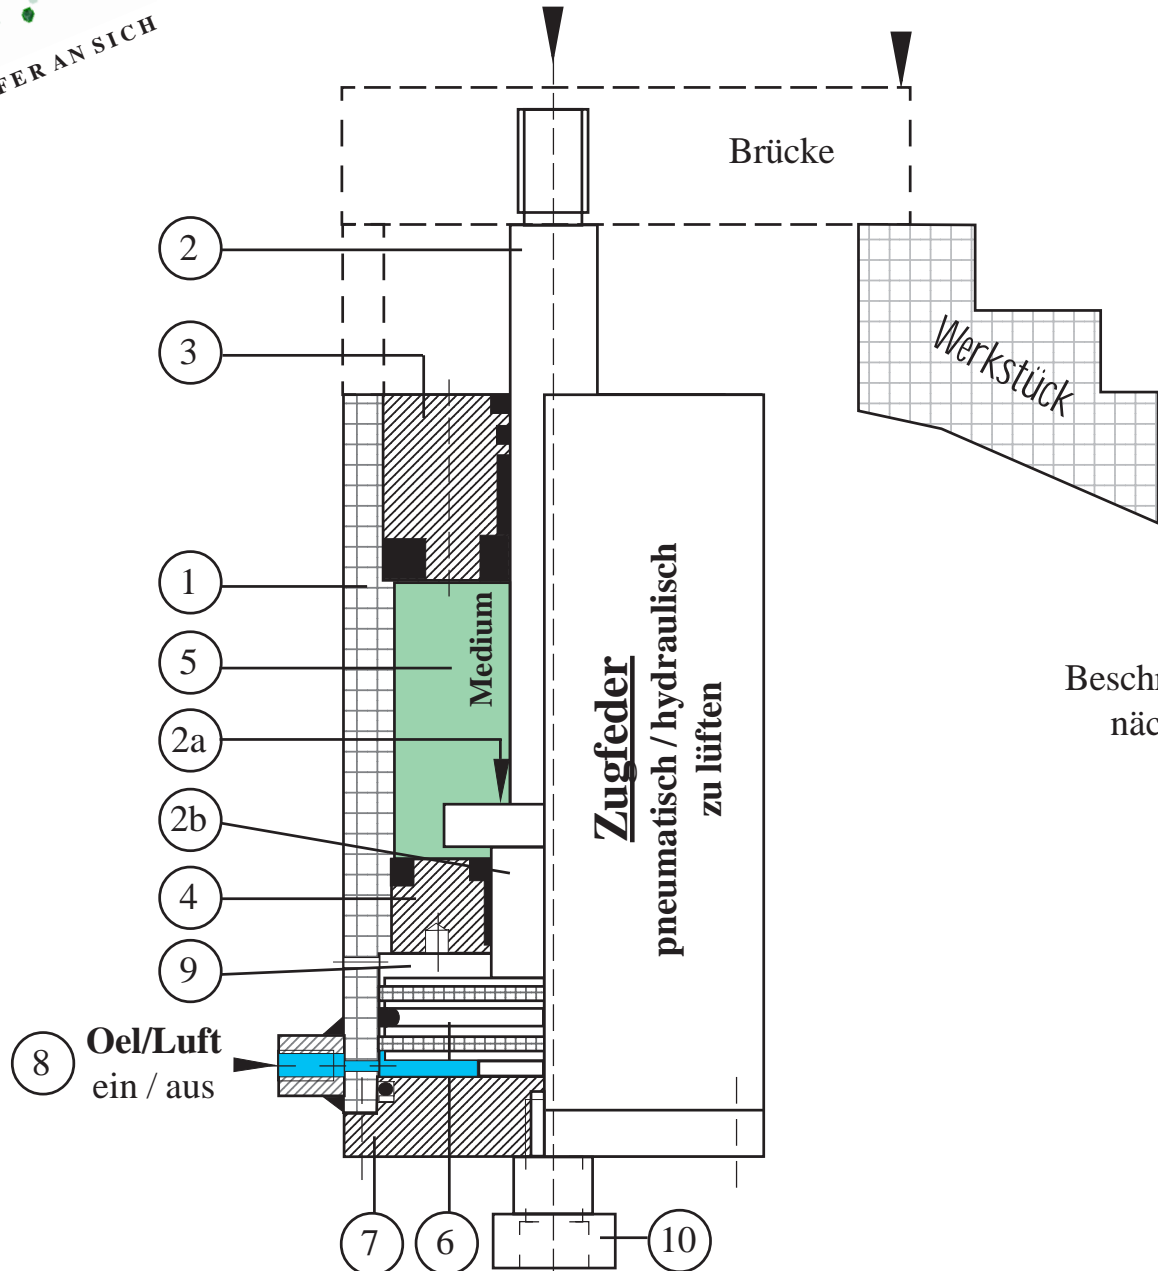 AN SICH
Brücke
2
3
Werkstück
1
5
Medium
2a
2b
Zugfeder
pneumatisch / hydraulisch
zu lüften
4
9
8
Oel/Luft
ein / aus
7
6
10